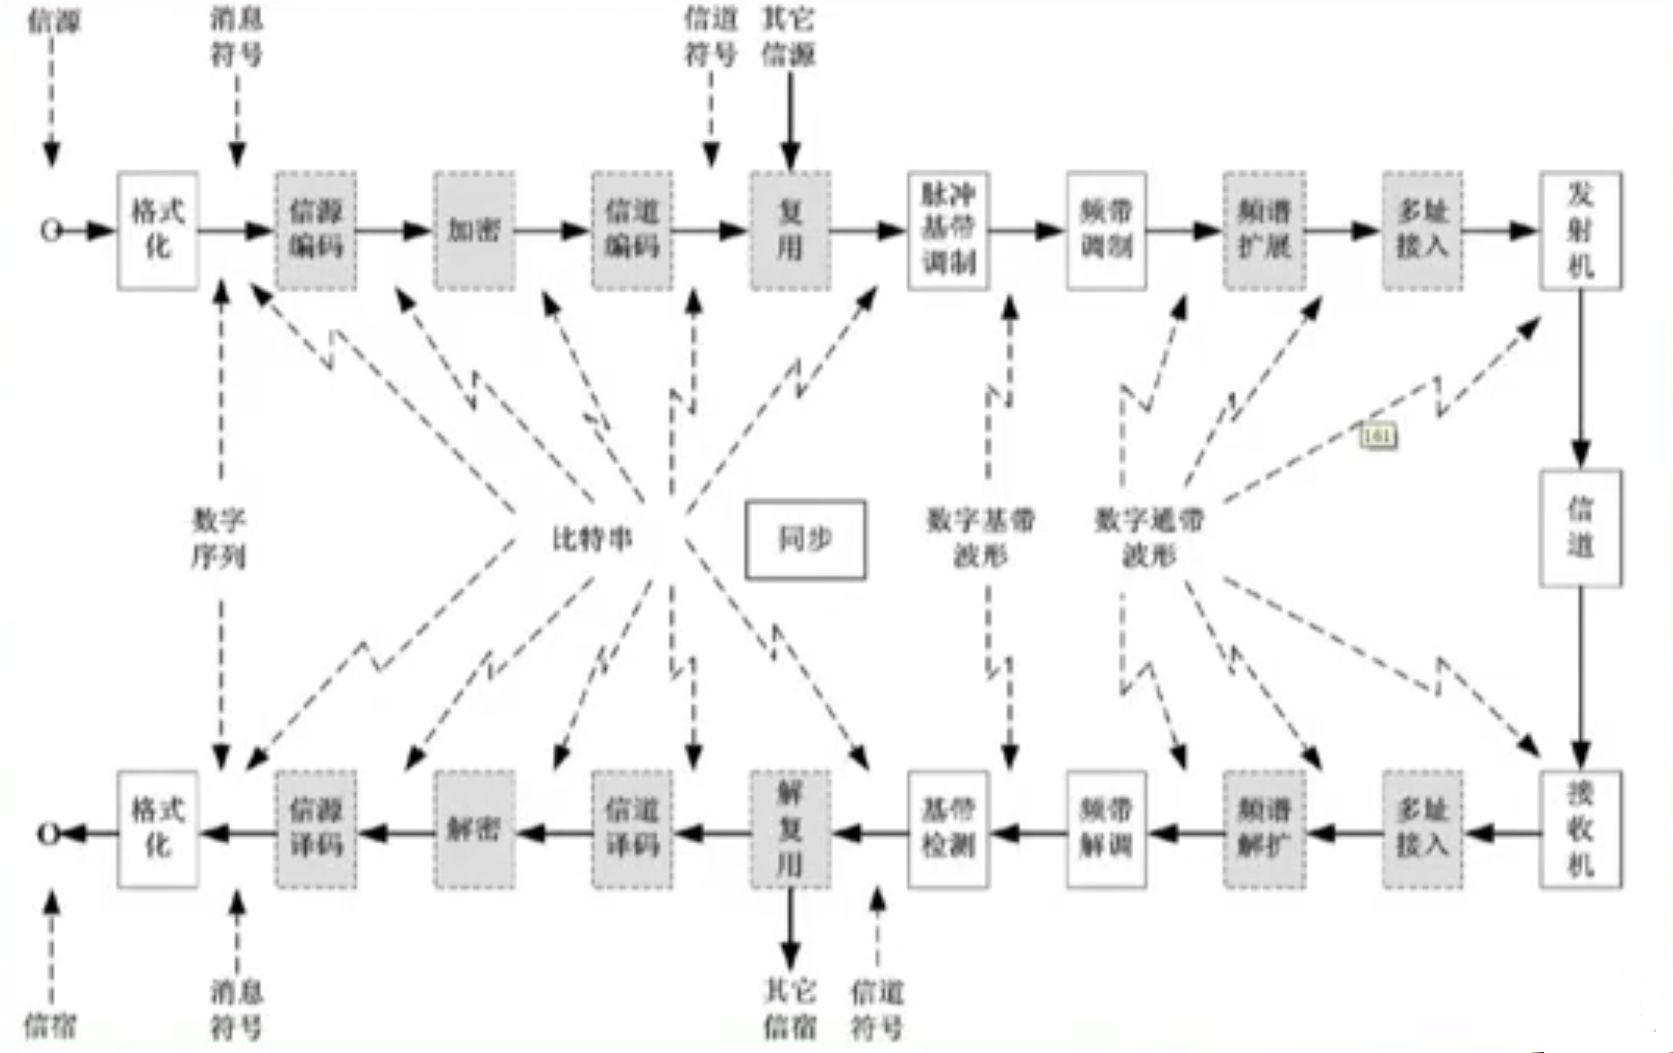 信源
消息
符号
信道
符号
其它
信源
格式
化
信源
编码
加密
信道
编码
复
用
脉冲
基带
调制
频带
调制
频谱
扩展
多址
接入
发
射
机
161
数字
序列
比特串
同步
数字基带
波形
数字通带
波形
信
道
格式
化
信源
译码
解密
信道
译码
解
复
用
基带
检测
频带
解调
频谱
解扩
多址
接入
接
收
机
信宿
消息
符号
其它
信宿
信道
符号